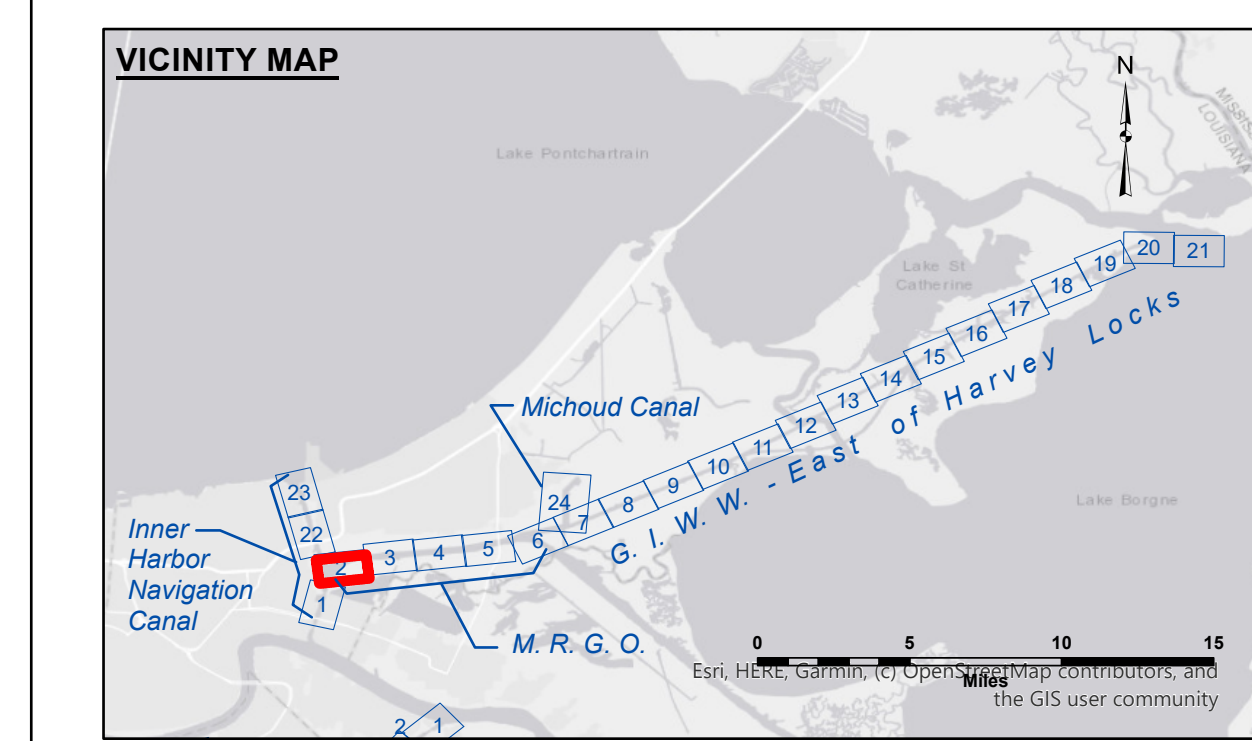 VICINITY MAP
N
MISSIS
LOUISIANA
Lake Pontchartrain
Lake St
Catherine
20
21
19
18
17
16
15
14
13
12
11
10
9
8
7
24
6
5
4
3
2
1
22
23
G. I. W. W. - East of Harvey Locks
Michoud Canal
Lake Borgne
Inner
Harbor
Navigation
Canal
M. R. G. O.
0 5 10 15
Miles
Esri, HERE, Garmin, (c) OpenStreetMap contributors, and
the GIS user community
2 1